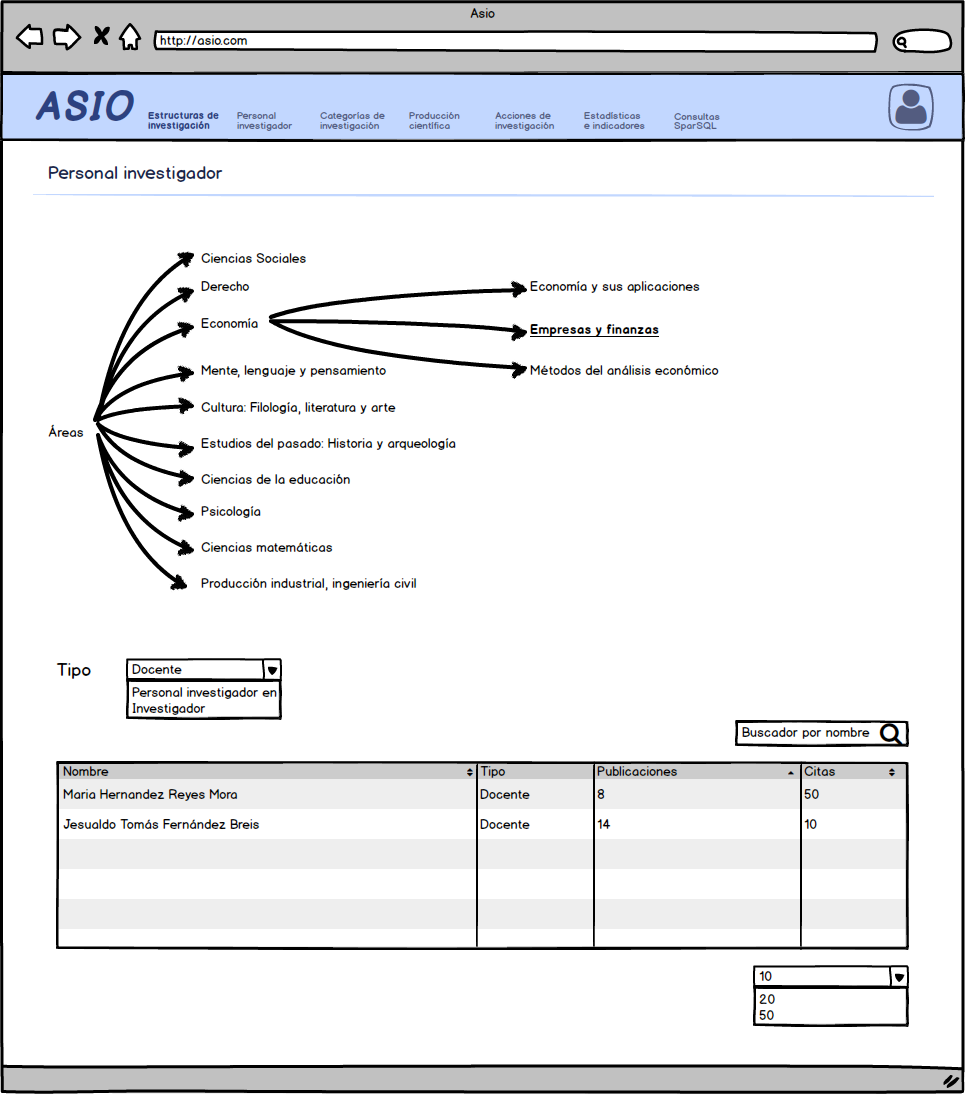 Asio
http://asio.com
ASIO
Estructuras de
investigación
Personal
investigador
Categorías de
investigación
Producción
científica
Acciones de
investigación
Estadísticas
e indicadores
Consultas
SparSQL
Personal investigador
Áreas
Ciencias Sociales
Derecho
Economía
Mente, lenguaje y pensamiento
Cultura: Filología, literatura y arte
Estudios del pasado: Historia y arqueología
Ciencias de la educación
Psicología
Ciencias matemáticas
Producción industrial, ingeniería civil
Economía y sus aplicaciones
Empresas y finanzas
Métodos del análisis económico
Tipo
Docente
Personal investigador en
Investigador
Buscador por nombre
Nombre Tipo Publicaciones Citas
Maria Hernandez Reyes Mora Docente 8 50
Jesualdo Tomás Fernández Breis Docente 14 10
10
20
50